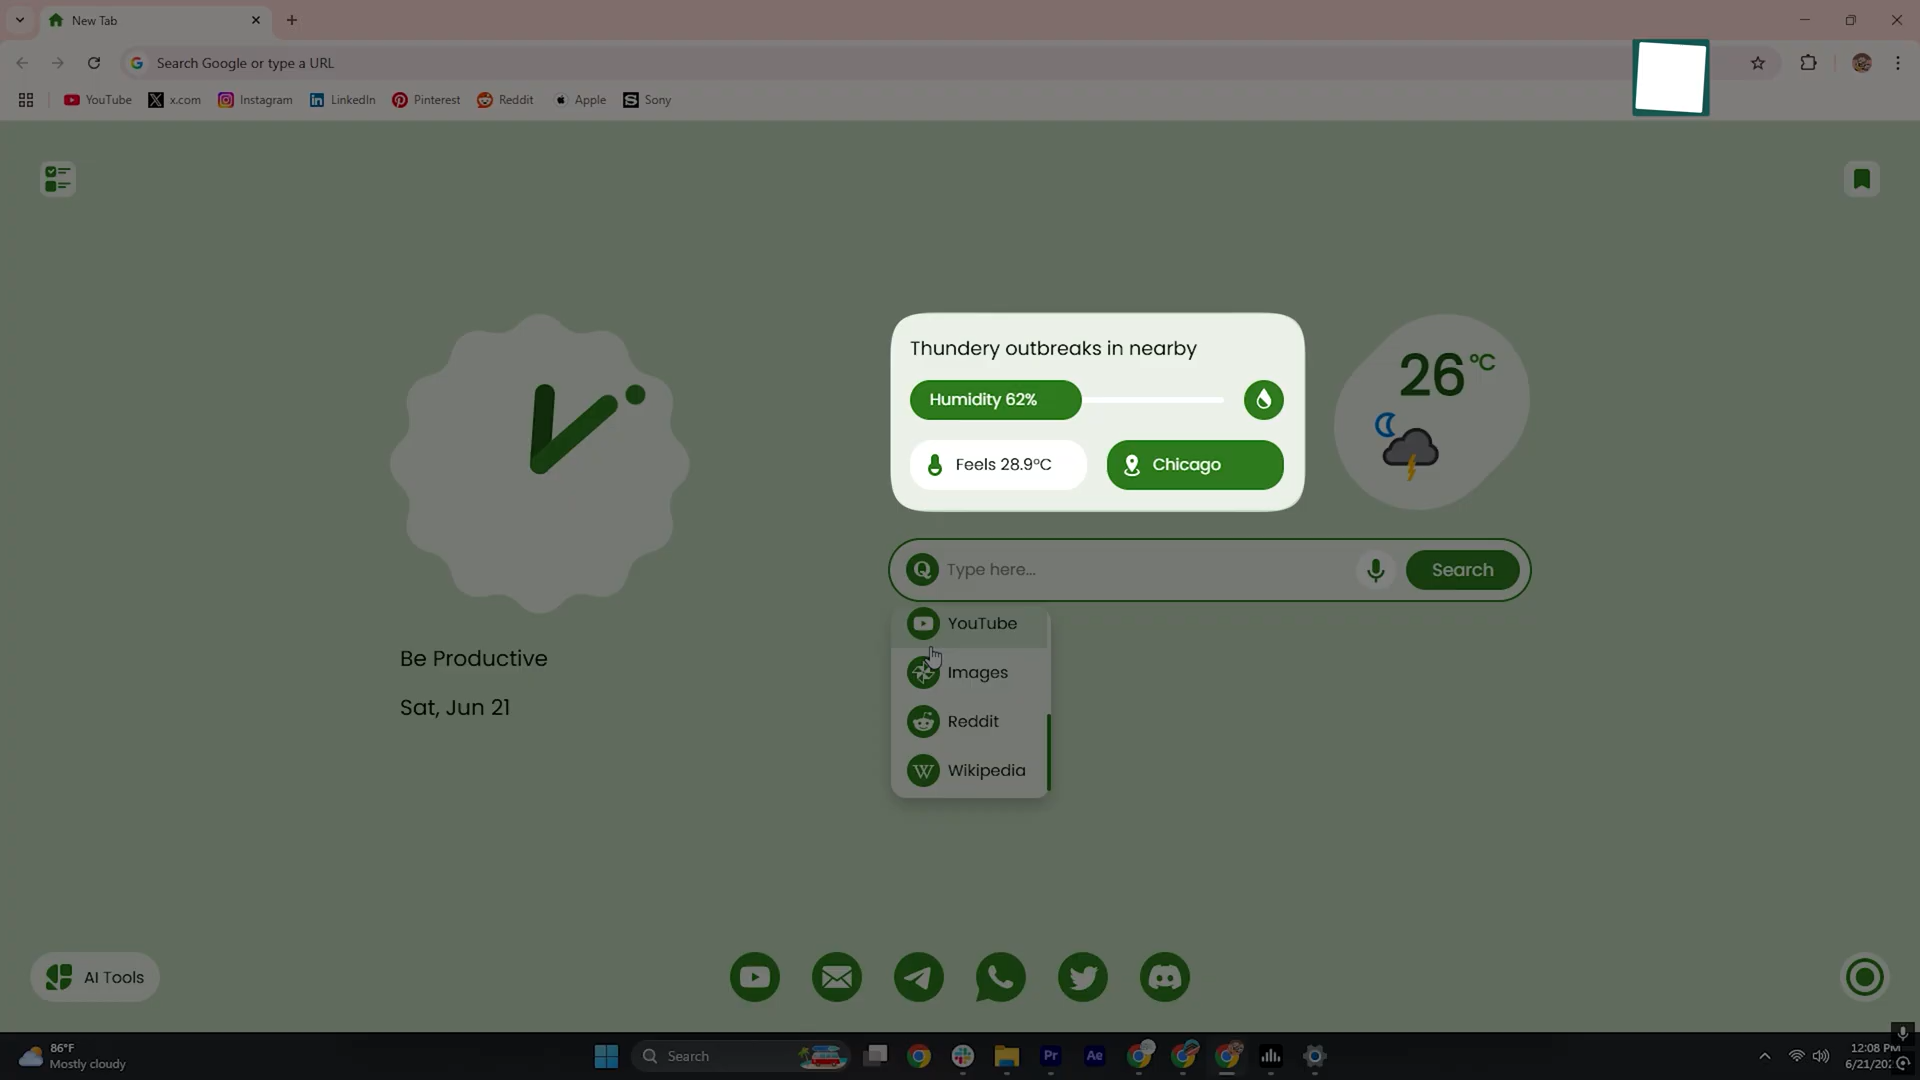 New Tab
Search Google or type a URL
YouTube
x.com
Instagram
LinkedIn
Pinterest
Reddit
Apple
Sony
Thundery outbreaks in nearby
Humidity 62%
Feels 28.9°C
Chicago
26 °C
Type here...
Search
YouTube
Images
Reddit
Wikipedia
Be Productive
Sat, Jun 21
AI Tools
86°F
Mostly cloudy
Search
Pr
Ae
12:08 PM